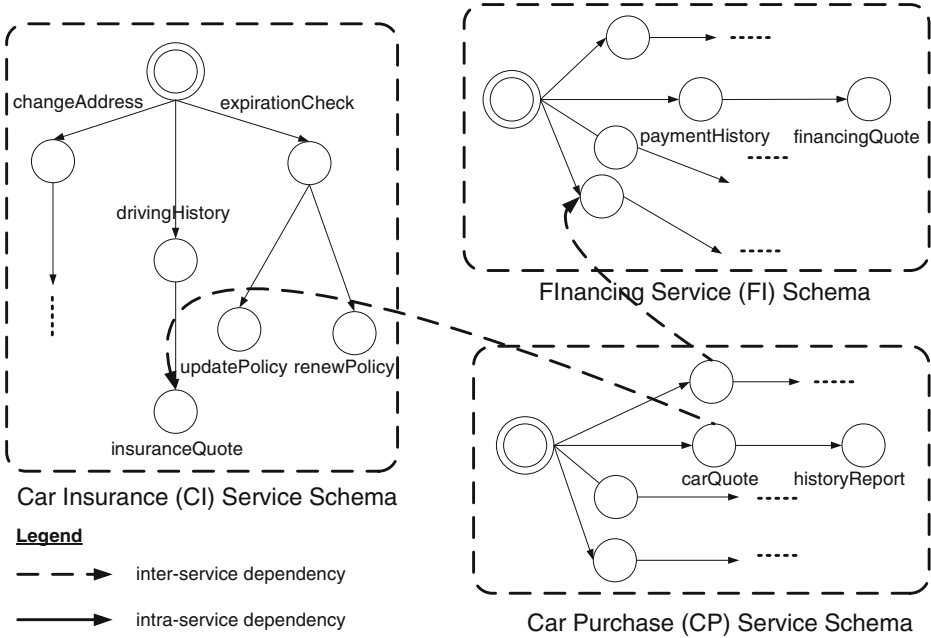 changeAddress
expirationCheck
drivingHistory
updatePolicy
renewPolicy
insuranceQuote
Car Insurance (CI) Service Schema
paymentHistory
financingQuote
FInancing Service (FI) Schema
carQuote
historyReport
Car Purchase (CP) Service Schema
Legend
inter-service dependency
intra-service dependency